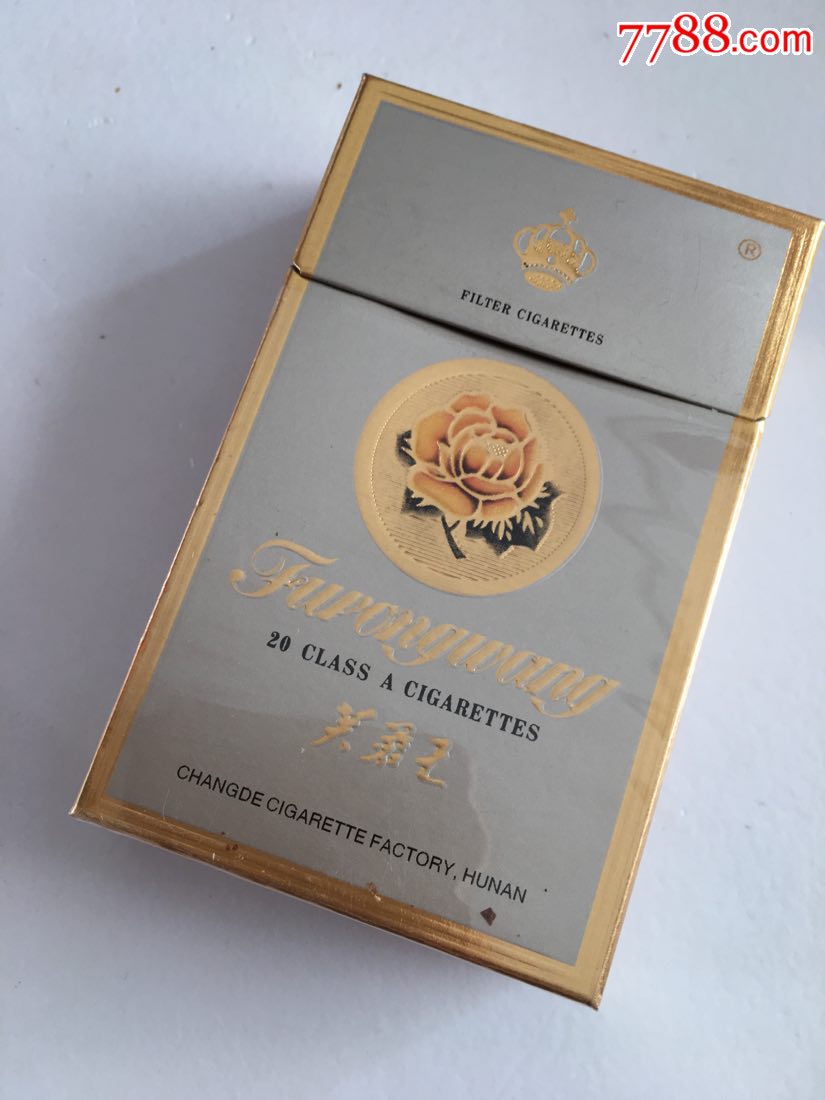 7788.com
®
FILTER CIGARETTES
Furongwang
20 CLASS A CIGARETTES
芙蓉王
CHANGDE CIGARETTE FACTORY, HUNAN